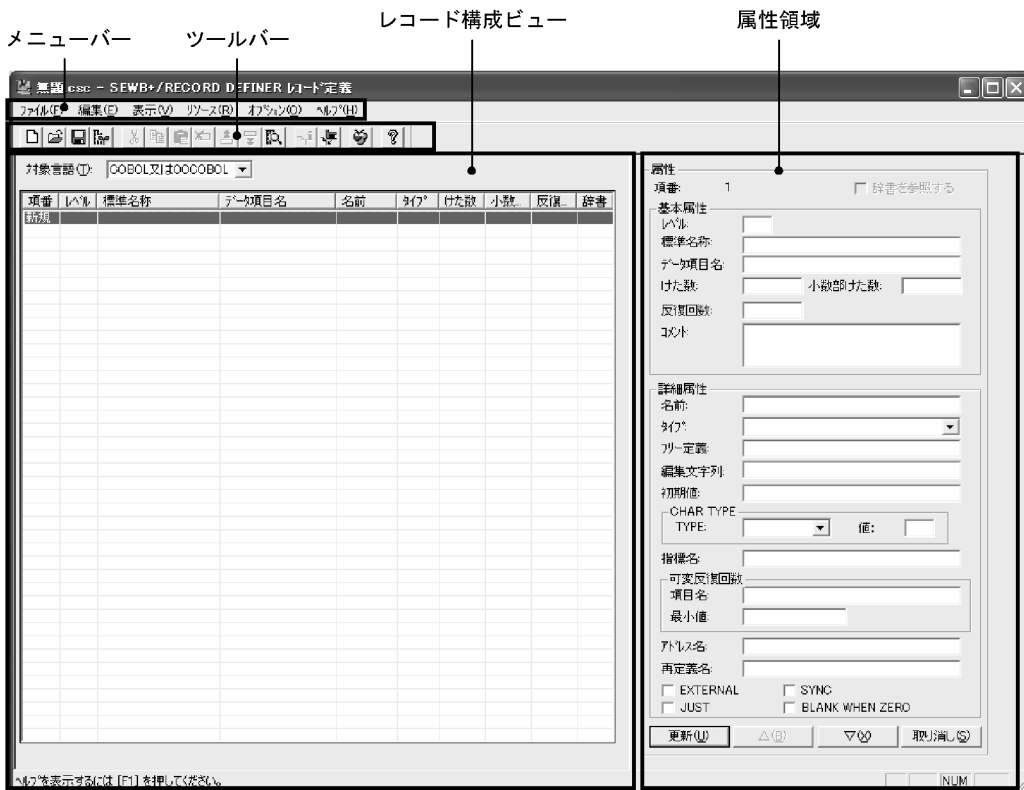 レコード構成ビュー
属性領域
メニューバー
ツールバー
無題.csc - SEWB+/RECORD DEFINER レコード定義
ファイル(F) 編集(E) 表示(V) リソース(R) オプション(O) ヘルプ(H)
対象言語(T): COBOL又はOOCOBOL
項番 レベル 標準名称 データ項目名 名前 タイプ けた数 小数... 反復... 辞書
新規
属性
項番: 1 辞書を参照する
基本属性
レベル:
標準名称:
データ項目名:
けた数: 小数部けた数:
反復回数:
コメント:
詳細属性
名前:
タイプ:
フリー定義:
編集文字列:
初期値:
CHAR TYPE
TYPE: 値:
指標名:
可変反復回数
項目名:
最小値:
アドレス名:
再定義名:
EXTERNAL SYNC
JUST BLANK WHEN ZERO
更新(U) △(B) ▽(X) 取り消し(S)
ヘルプを表示するには [F1] を押してください。
NUM